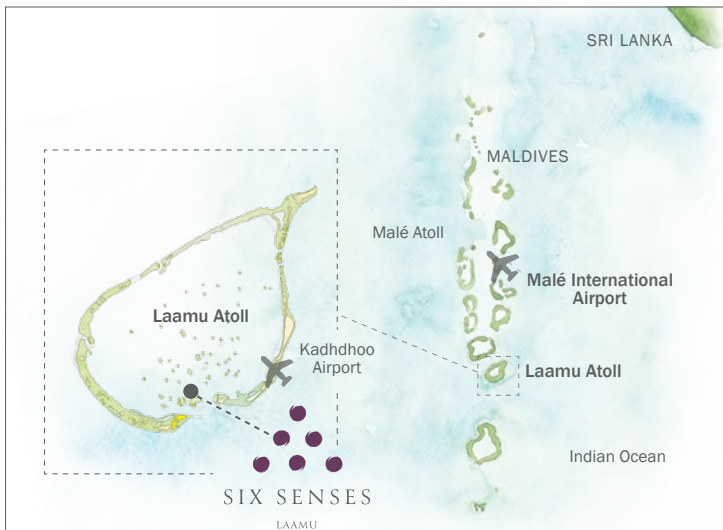 SRI LANKA
MALDIVES
Malé Atoll
Malé International
Airport
Laamu Atoll
Kadhdhoo
Airport
Laamu Atoll
Indian Ocean
SIX SENSES
LAAMU